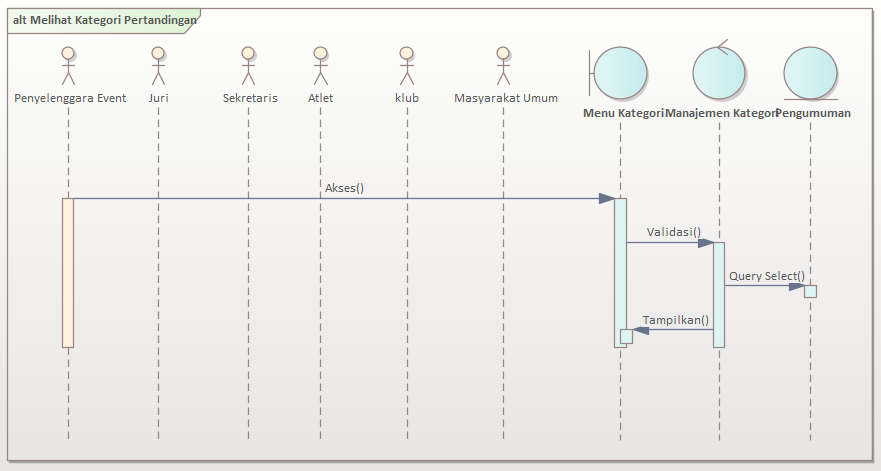 alt Melihat Kategori Pertandingan
Penyelenggara Event
Juri
Sekretaris
Atlet
klub
Masyarakat Umum
Menu Kategori
Manajemen Kategori
Pengumuman
Akses()
Validasi()
Query Select()
Tampilkan()